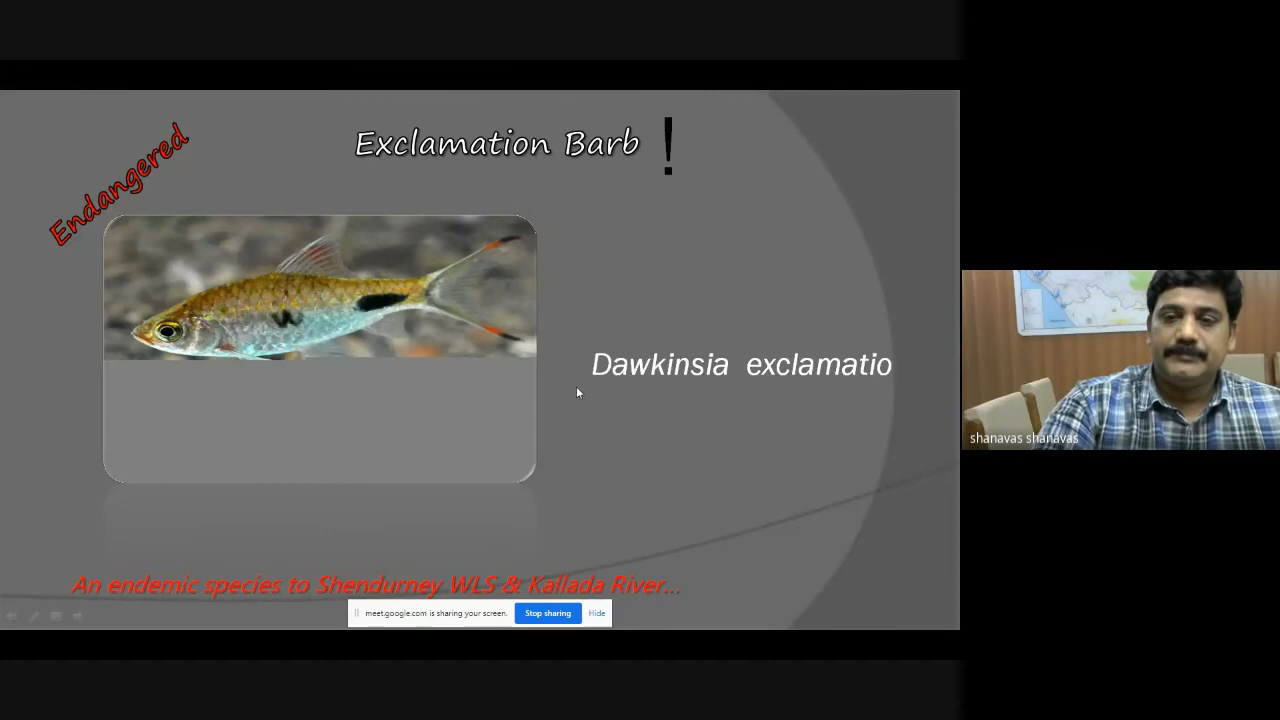 Endangered
Exclamation Barb !
Dawkinsia exclamatio
An endemic species to Shendurney WLS & Kallada River...
meet.google.com is sharing your screen. Stop sharing Hide
shanavas shanavas